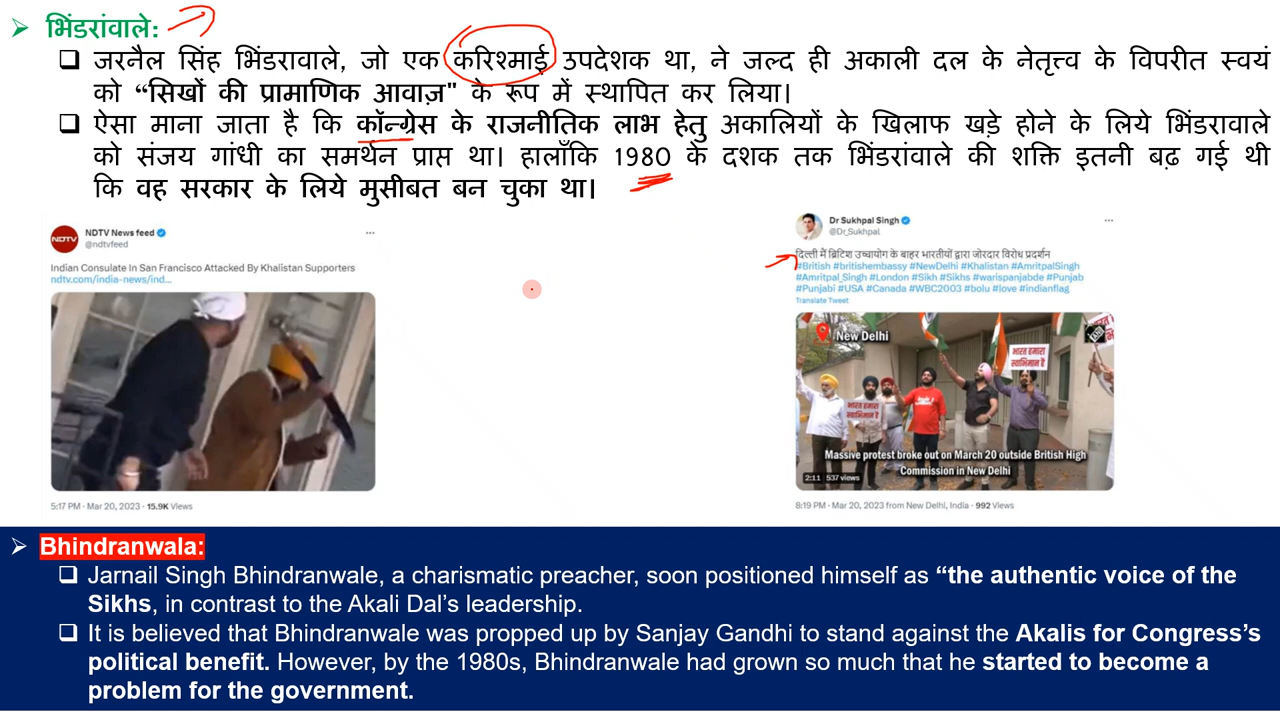 ➢ भिंडरांवाले:
❑ जरनैल सिंह भिंडरावाले, जो एक करिश्माई उपदेशक था, ने जल्द ही अकाली दल के नेतृत्त्व के विपरीत स्वयं
को “सिखों की प्रामाणिक आवाज़" के रूप में स्थापित कर लिया।
❑ ऐसा माना जाता है कि कॉन्ग्रेस के राजनीतिक लाभ हेतु अकालियों के खिलाफ खड़े होने के लिये भिंडरावाले
को संजय गांधी का समर्थन प्राप्त था। हालाँकि 1980 के दशक तक भिंडरांवाले की शक्ति इतनी बढ़ गई थी
कि वह सरकार के लिये मुसीबत बन चुका था।
NDTV
NDTV News feed
@ndtvfeed
Indian Consulate In San Francisco Attacked By Khalistan Supporters
ndtv.com/india-news/ind...
5:17 PM · Mar 20, 2023 · 15.9K Views
Dr Sukhpal Singh
@Dr_Sukhpal
दिल्ली मैं ब्रिटिश उच्चायोग के बाहर भारतीयों द्वारा जोरदार विरोध प्रदर्शन
#British #britishembassy #NewDelhi #Khalistan #AmritpalSingh
#Amritpal_Singh #London #Sikh #Sikhs #warispanjabde #Punjab
#Punjabi #USA #Canada #WBC2003 #bolu #love #indianflag
Translate Tweet
New Delhi
ANI
भारत हमारा
स्वाभिमान है
भारत हमारा
स्वाभिमान है
Massive protest broke out on March 20 outside British High
Commission in New Delhi
2:11 537 views
8:19 PM · Mar 20, 2023 from New Delhi, India · 992 Views
➢ Bhindranwala:
❑ Jarnail Singh Bhindranwale, a charismatic preacher, soon positioned himself as “the authentic voice of the
Sikhs, in contrast to the Akali Dal’s leadership.
❑ It is believed that Bhindranwale was propped up by Sanjay Gandhi to stand against the Akalis for Congress’s
political benefit. However, by the 1980s, Bhindranwale had grown so much that he started to become a
problem for the government.